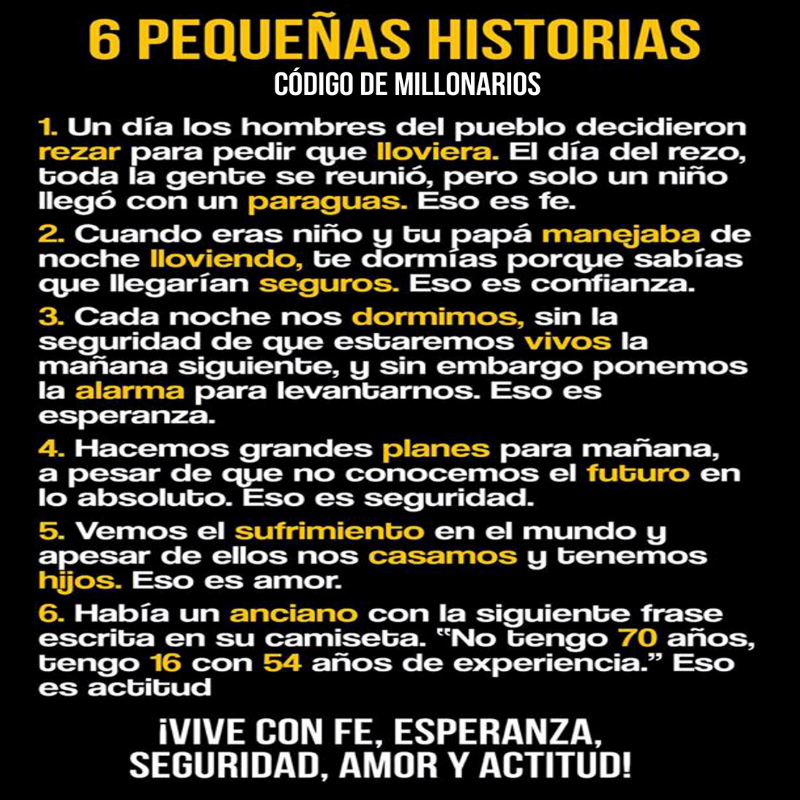 6 PEQUEÑAS HISTORIAS
CÓDIGO DE MILLONARIOS
1. Un día los hombres del pueblo decidieron
rezar para pedir que lloviera. El día del rezo,
toda la gente se reunió, pero solo un niño
llegó con un paraguas. Eso es fe.
2. Cuando eras niño y tu papá manejaba de
noche lloviendo, te dormías porque sabías
que llegarían seguros. Eso es confianza.
3. Cada noche nos dormimos, sin la
seguridad de que estaremos vivos la
mañana siguiente, y sin embargo ponemos
la alarma para levantarnos. Eso es
esperanza.
4. Hacemos grandes planes para mañana,
a pesar de que no conocemos el futuro en
lo absoluto. Eso es seguridad.
5. Vemos el sufrimiento en el mundo y
apesar de ellos nos casamos y tenemos
hijos. Eso es amor.
6. Había un anciano con la siguiente frase
escrita en su camiseta. "No tengo 70 años,
tengo 16 con 54 años de experiencia." Eso
es actitud
¡VIVE CON FE, ESPERANZA,
SEGURIDAD, AMOR Y ACTITUD!